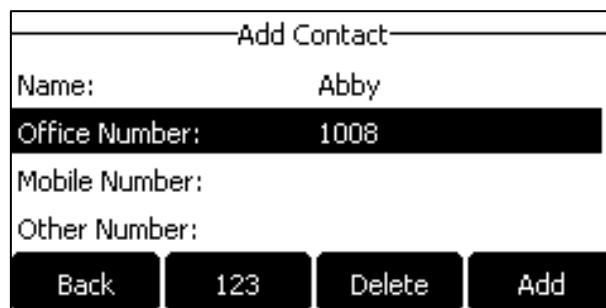 Add Contact
Name: Abby
Office Number: 1008
Mobile Number:
Other Number:
Back 123 Delete Add